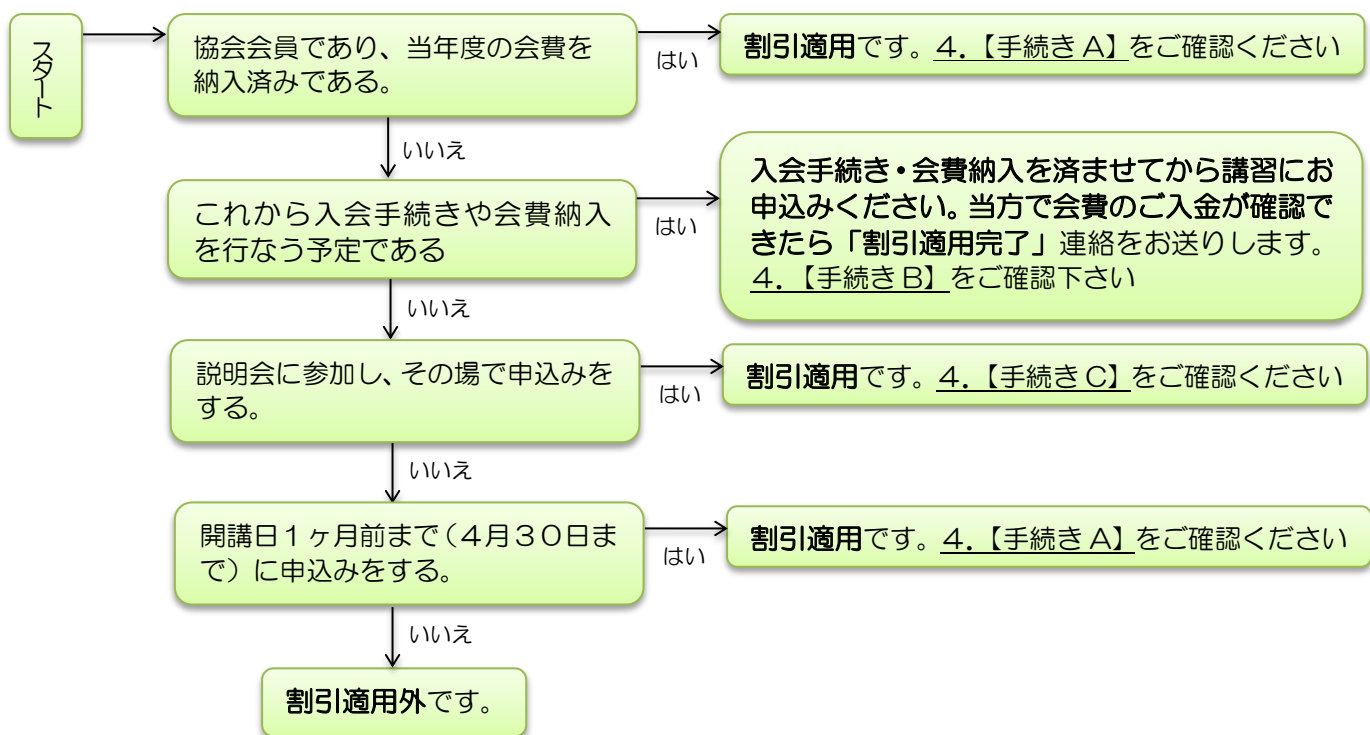 スタート
協会会員であり、当年度の会費を
納入済みである。
はい
割引適用です。４．【手続きＡ】をご確認ください
いいえ
これから入会手続きや会費納入
を行なう予定である
はい
入会手続き・会費納入を済ませてから講習にお
申込みください。当方で会費のご入金が確認で
きたら「割引適用完了」連絡をお送りします。
４．【手続きＢ】をご確認下さい
いいえ
説明会に参加し、その場で申込みを
する。
はい
割引適用です。４．【手続きＣ】をご確認ください
いいえ
開講日１ヶ月前まで（４月３０日ま
で）に申込みをする。
はい
割引適用です。４．【手続きＡ】をご確認ください
いいえ
割引適用外です。